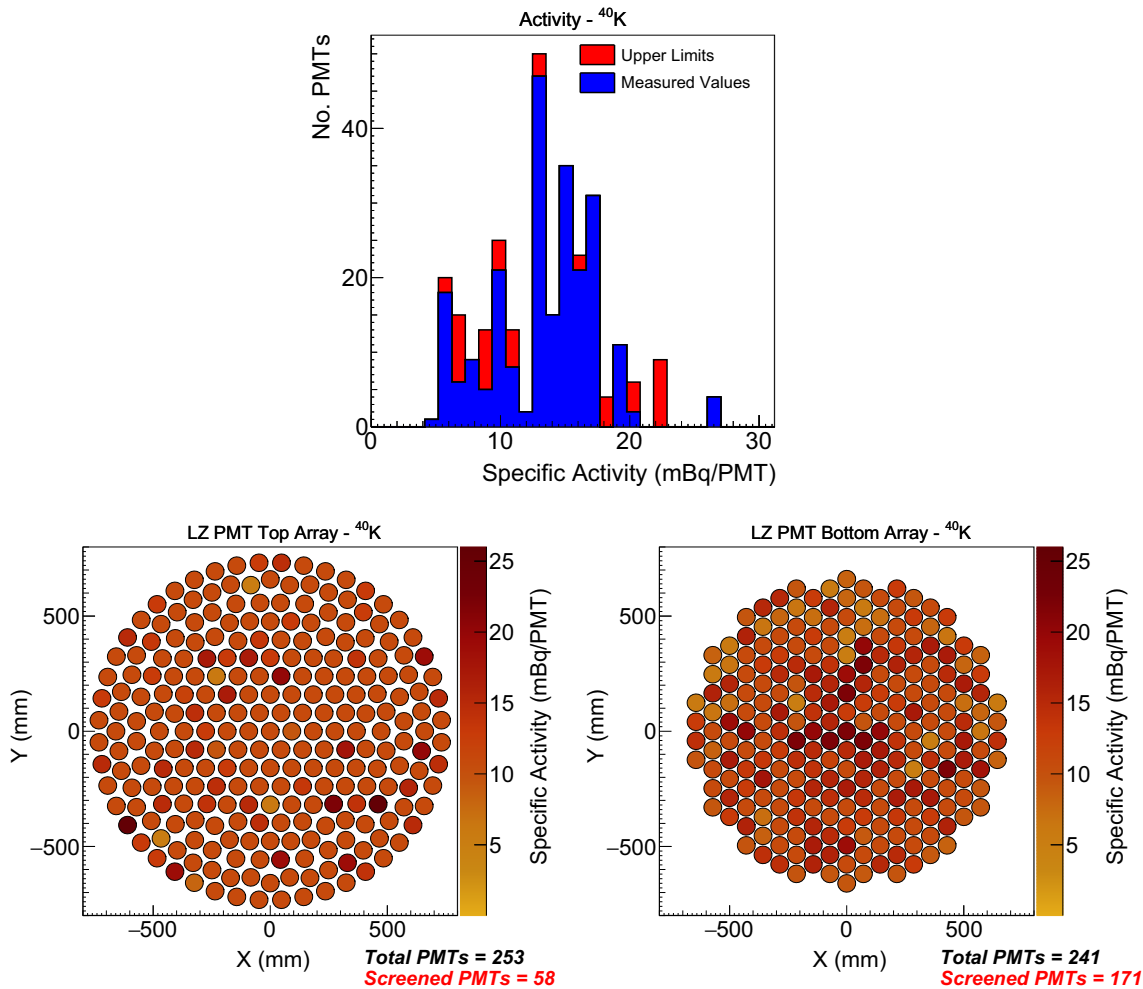 Activity - ⁴⁰K
No. PMTs
Upper Limits
Measured Values
40
20
0
0 10 20 30
Specific Activity (mBq/PMT)
LZ PMT Top Array - ⁴⁰K
Y (mm)
500
0
−500
−500 0 500
X (mm)
25
20
15
10
5
Specific Activity (mBq/PMT)
Total PMTs = 253
Screened PMTs = 58
LZ PMT Bottom Array - ⁴⁰K
Y (mm)
500
0
−500
−500 0 500
X (mm)
25
20
15
10
5
Specific Activity (mBq/PMT)
Total PMTs = 241
Screened PMTs = 171